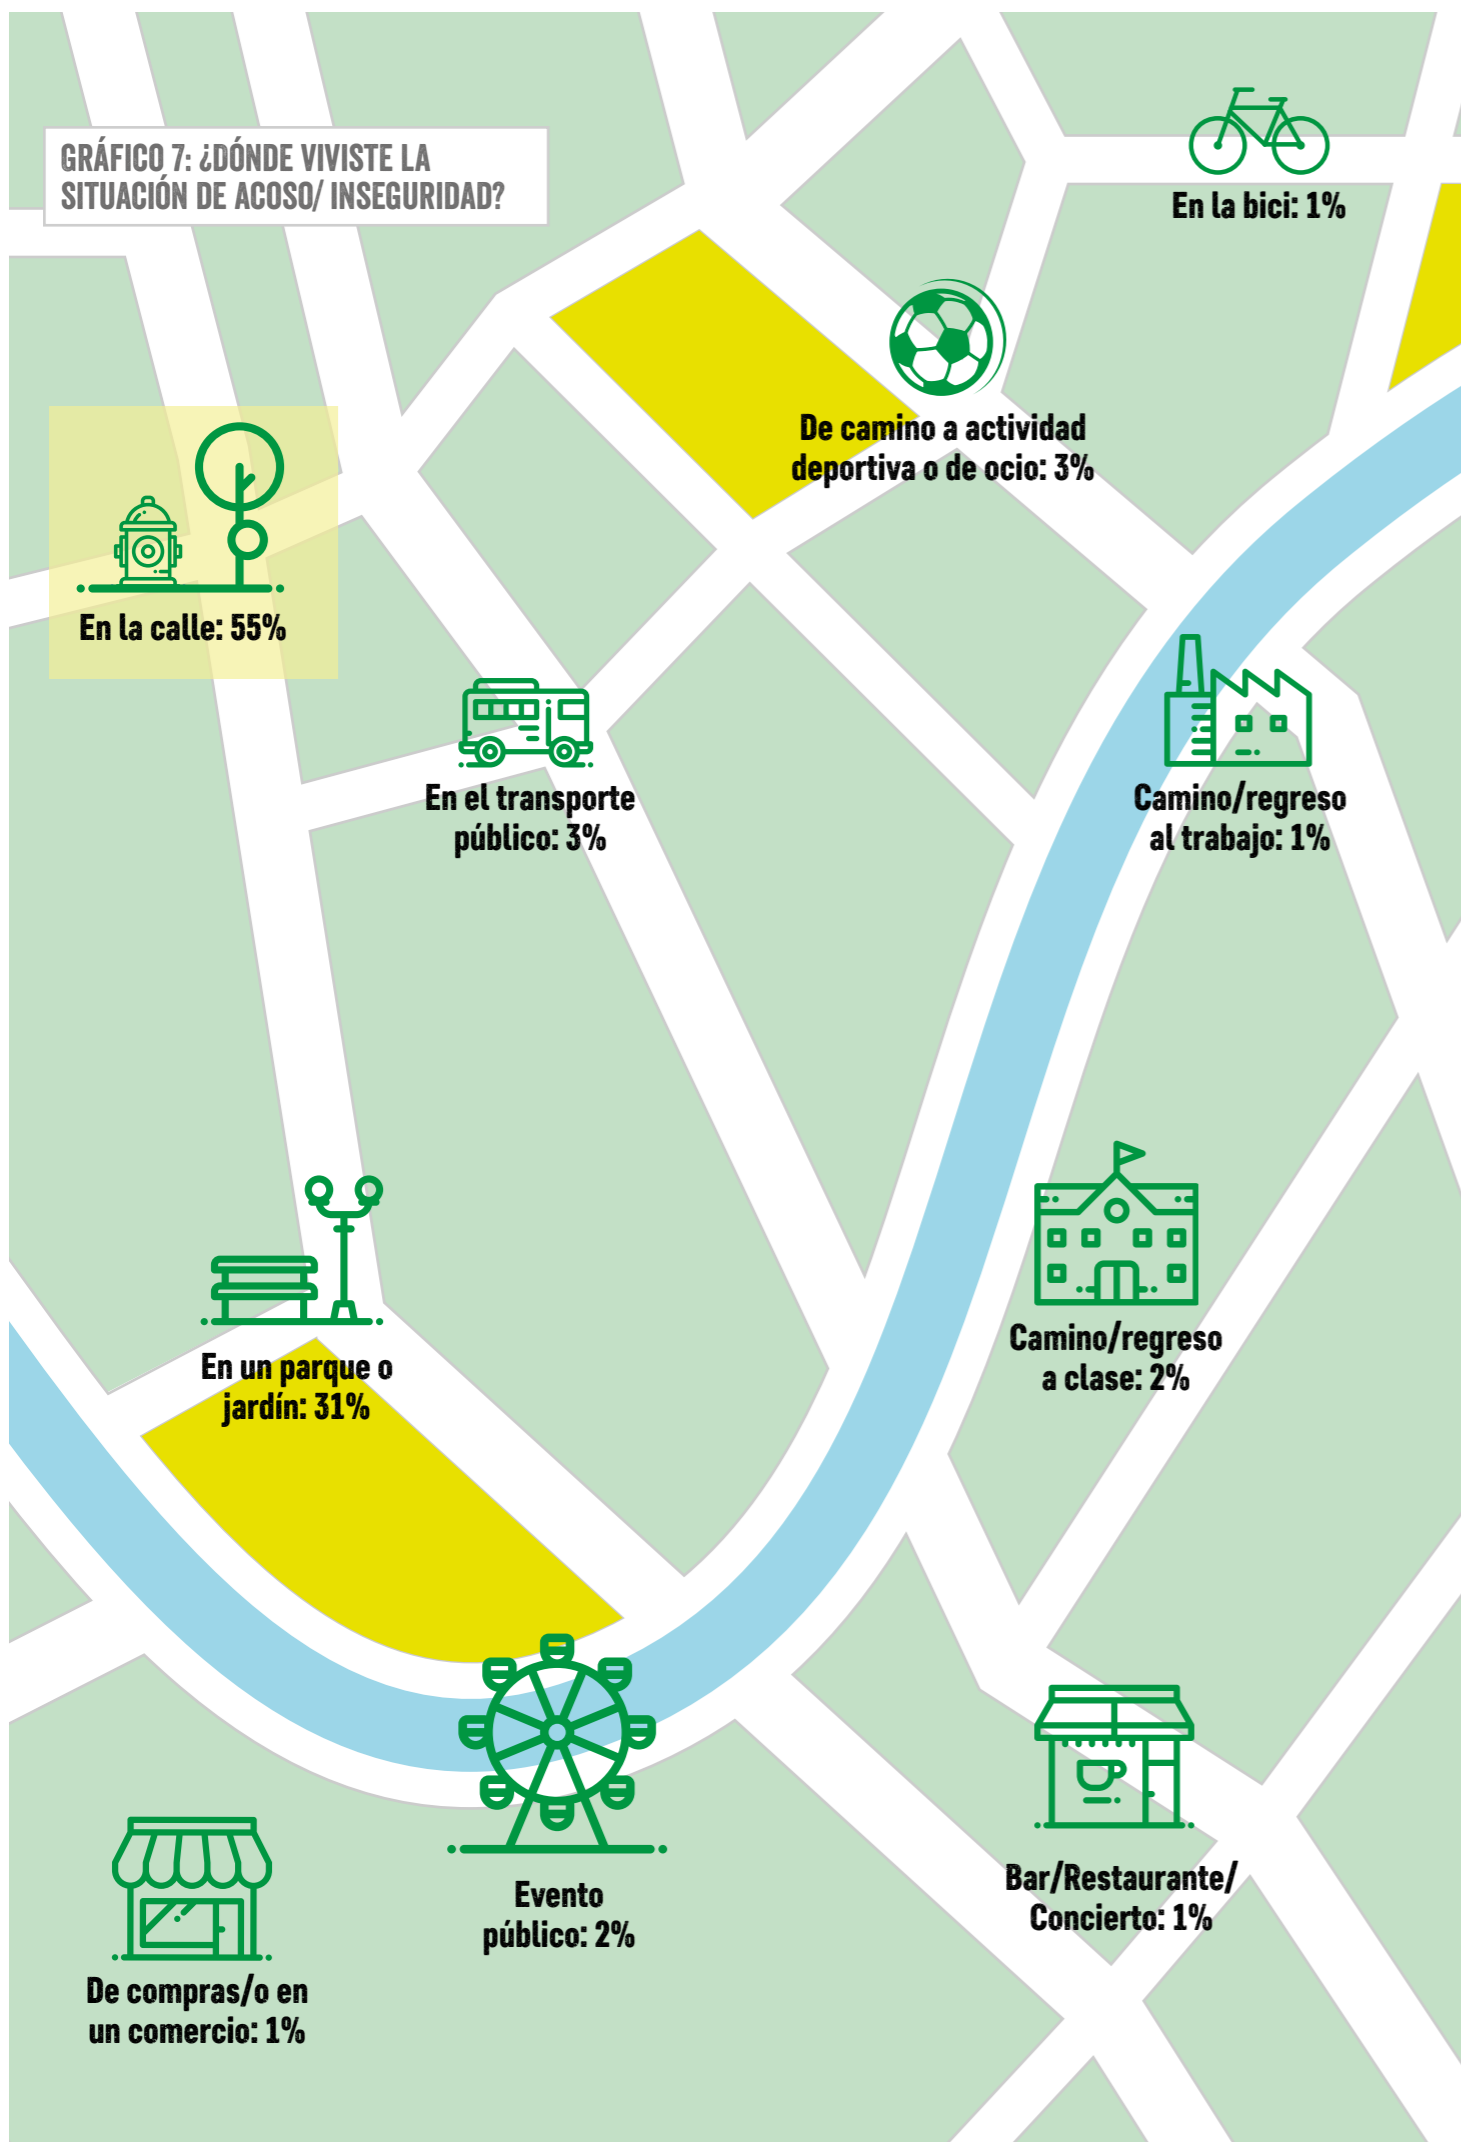 GRÁFICO 7: ¿DÓNDE VIVISTE LA
SITUACIÓN DE ACOSO/ INSEGURIDAD?
En la bici: 1%
De camino a actividad
deportiva o de ocio: 3%
En la calle: 55%
En el transporte
público: 3%
Camino/regreso
al trabajo: 1%
Camino/regreso
a clase: 2%
En un parque o
jardín: 31%
Bar/Restaurante/
Concierto: 1%
Evento
público: 2%
De compras/o en
un comercio: 1%